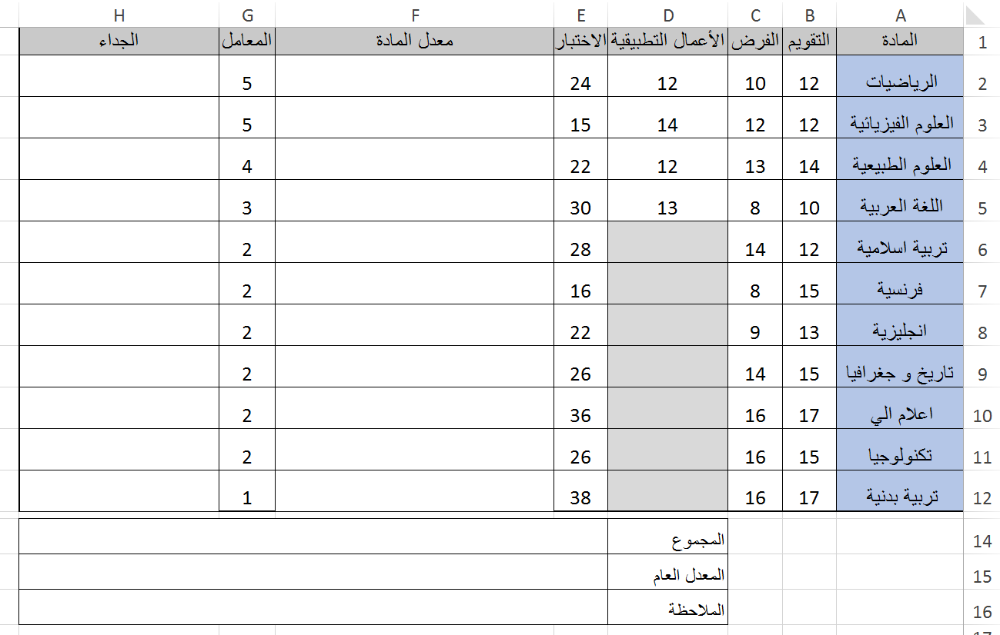 A B C D E F G H
1 المادة التقويم الفرض الأعمال التطبيقية الاختبار معدل المادة المعامل الجداء
2 الرياضيات 12 10 12 24 5
3 العلوم الفيزيائية 12 12 14 15 5
4 العلوم الطبيعية 14 13 12 22 4
5 اللغة العربية 10 8 13 30 3
6 تربية اسلامية 12 14 28 2
7 فرنسية 15 8 16 2
8 انجليزية 13 9 22 2
9 تاريخ و جغرافيا 15 14 26 2
10 اعلام الي 17 16 36 2
11 تكنولوجيا 15 16 26 2
12 تربية بدنية 17 16 38 1
14 المجموع
15 المعدل العام
16 الملاحظة